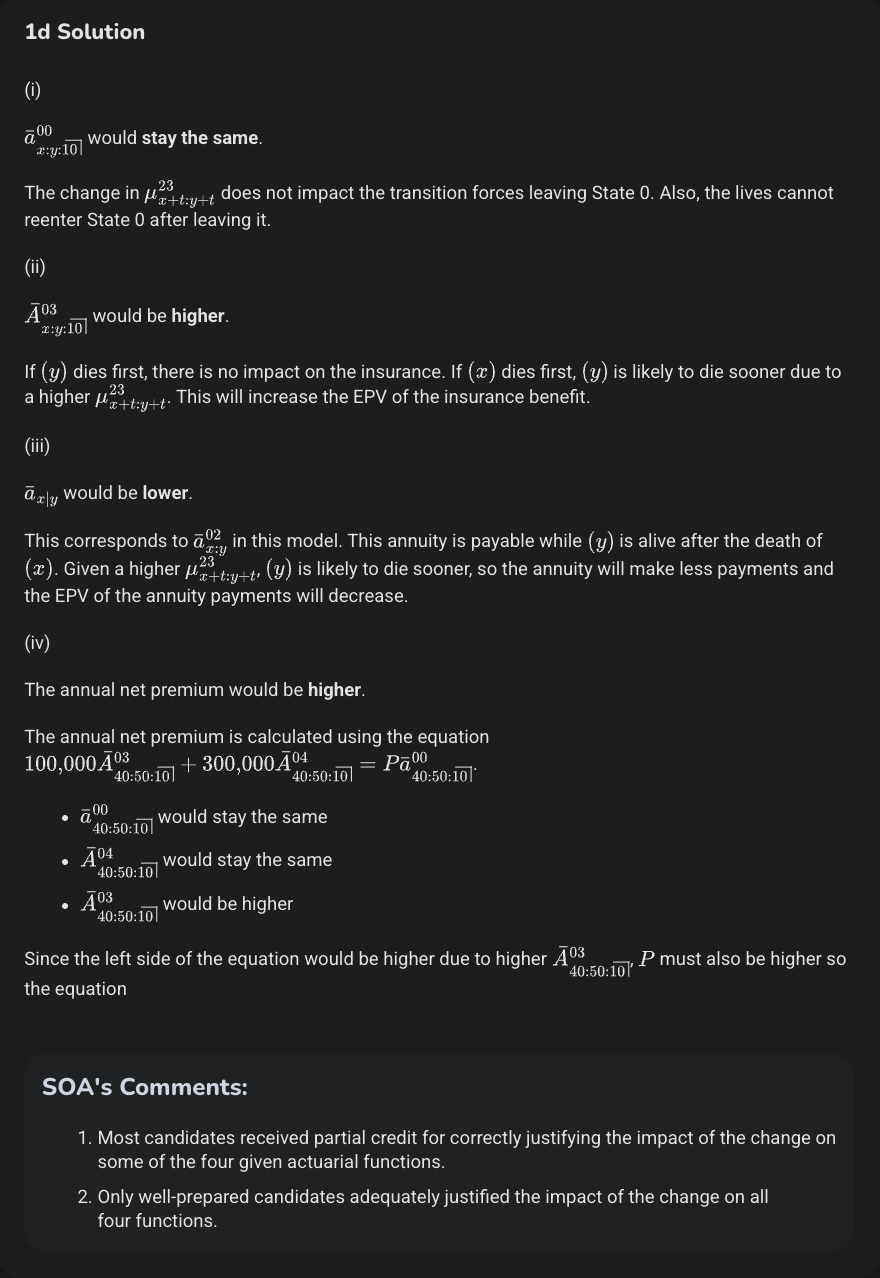 1d Solution
(i)
$\bar{a}^{00}_{x:y:\overline{10|}}$ would stay the same.
The change in $\mu^{23}_{x+t:y+t}$ does not impact the transition forces leaving State 0. Also, the lives cannot
reenter State 0 after leaving it.
(ii)
$\bar{A}^{03}_{x:y:\overline{10|}}$ would be higher.
If $(y)$ dies first, there is no impact on the insurance. If $(x)$ dies first, $(y)$ is likely to die sooner due to
a higher $\mu^{23}_{x+t:y+t}$. This will increase the EPV of the insurance benefit.
(iii)
$\bar{a}_{x|y}$ would be lower.
This corresponds to $\bar{a}^{02}_{x:y}$ in this model. This annuity is payable while $(y)$ is alive after the death of
$(x)$. Given a higher $\mu^{23}_{x+t:y+t}$, $(y)$ is likely to die sooner, so the annuity will make less payments and
the EPV of the annuity payments will decrease.
(iv)
The annual net premium would be higher.
The annual net premium is calculated using the equation
$100{,}000\bar{A}^{03}_{40:50:\overline{10|}} + 300{,}000\bar{A}^{04}_{40:50:\overline{10|}} = P\bar{a}^{00}_{40:50:\overline{10|}}$.
• $\bar{a}^{00}_{40:50:\overline{10|}}$ would stay the same
• $\bar{A}^{04}_{40:50:\overline{10|}}$ would stay the same
• $\bar{A}^{03}_{40:50:\overline{10|}}$ would be higher
Since the left side of the equation would be higher due to higher $\bar{A}^{03}_{40:50:\overline{10|}}$, $P$ must also be higher so
the equation
SOA's Comments:
1. Most candidates received partial credit for correctly justifying the impact of the change on
some of the four given actuarial functions.
2. Only well-prepared candidates adequately justified the impact of the change on all
four functions.